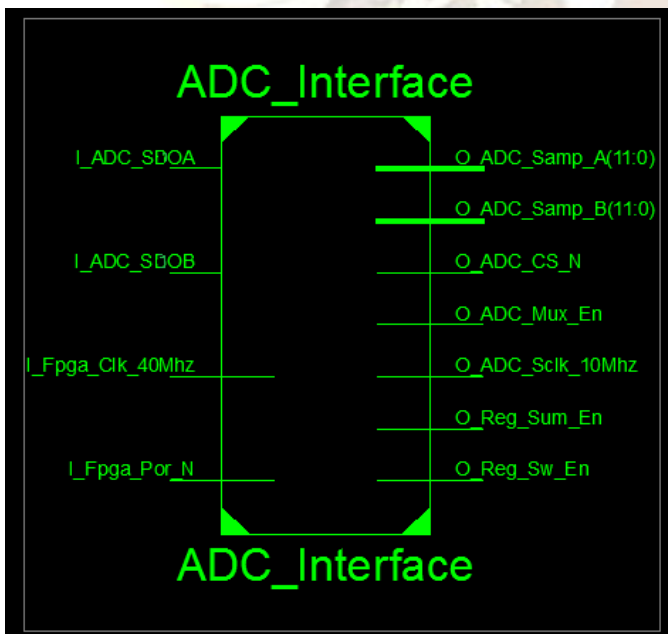 ADC_Interface
I_ADC_SDOA
I_ADC_SDOB
I_Fpga_Clk_40Mhz
I_Fpga_Por_N
O_ADC_Samp_A(11:0)
O_ADC_Samp_B(11:0)
O_ADC_CS_N
O_ADC_Mux_En
O_ADC_Sclk_10Mhz
O_Reg_Sum_En
O_Reg_Sw_En
ADC_Interface